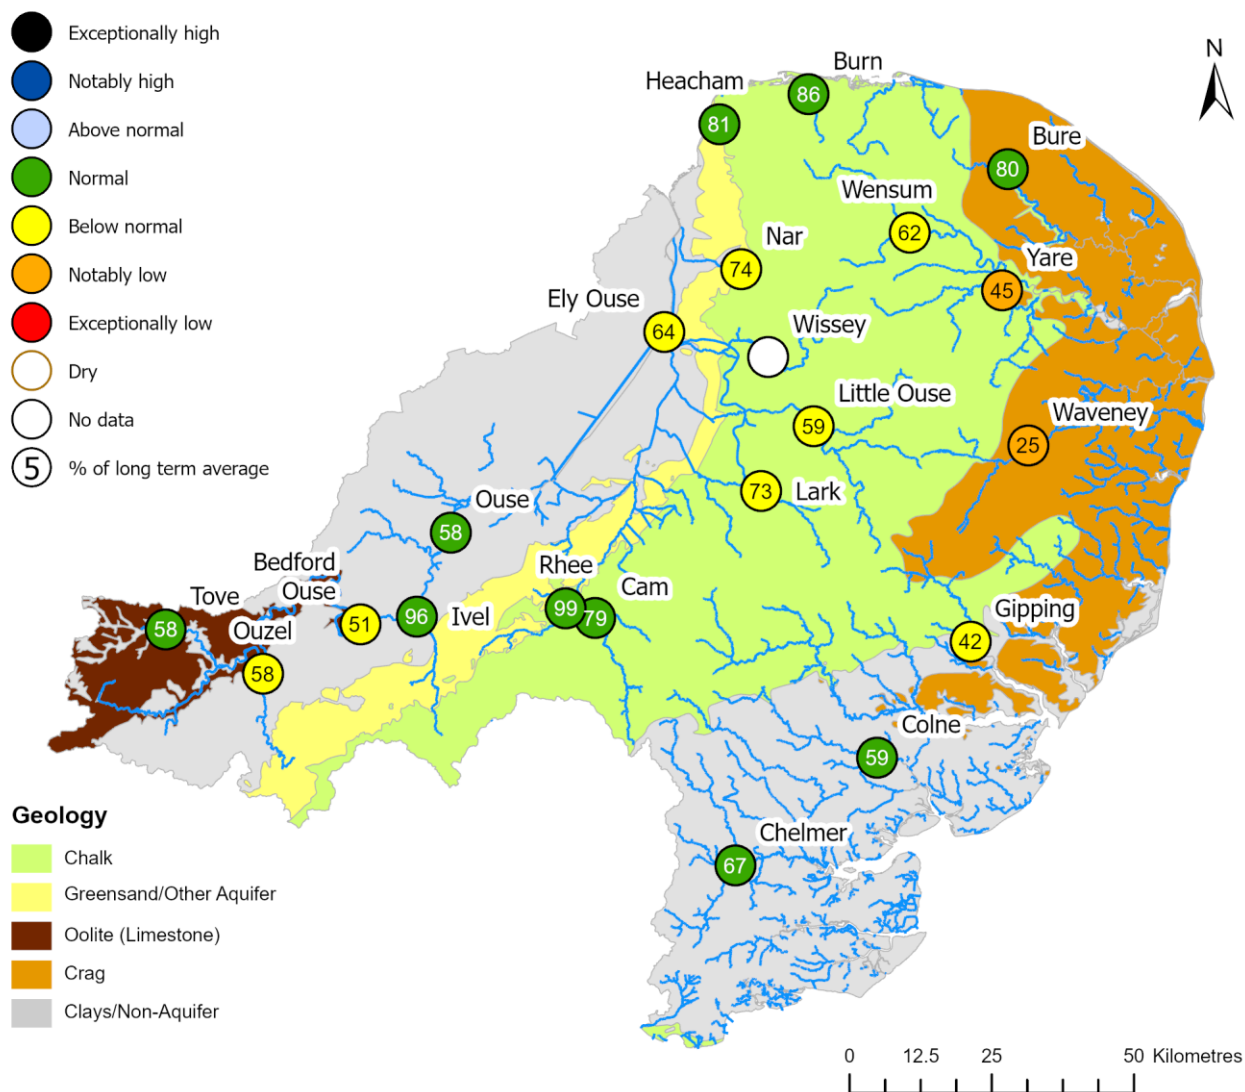 Exceptionally high
Notably high
Above normal
Normal
Below normal
Notably low
Exceptionally low
Dry
No data
5 % of long term average
N
Burn
86
Heacham
81
Bure
80
Wensum
62
Nar
74
Yare
45
Ely Ouse
64
Wissey
Little Ouse
59
Waveney
25
Lark
73
Ouse
58
Bedford
Ouse
51
Tove
58
Ouzel
58
Ivel
96
Rhee
99
Cam
79
Gipping
42
Colne
59
Chelmer
67
Geology
Chalk
Greensand/Other Aquifer
Oolite (Limestone)
Crag
Clays/Non-Aquifer
0 12.5 25 50 Kilometres